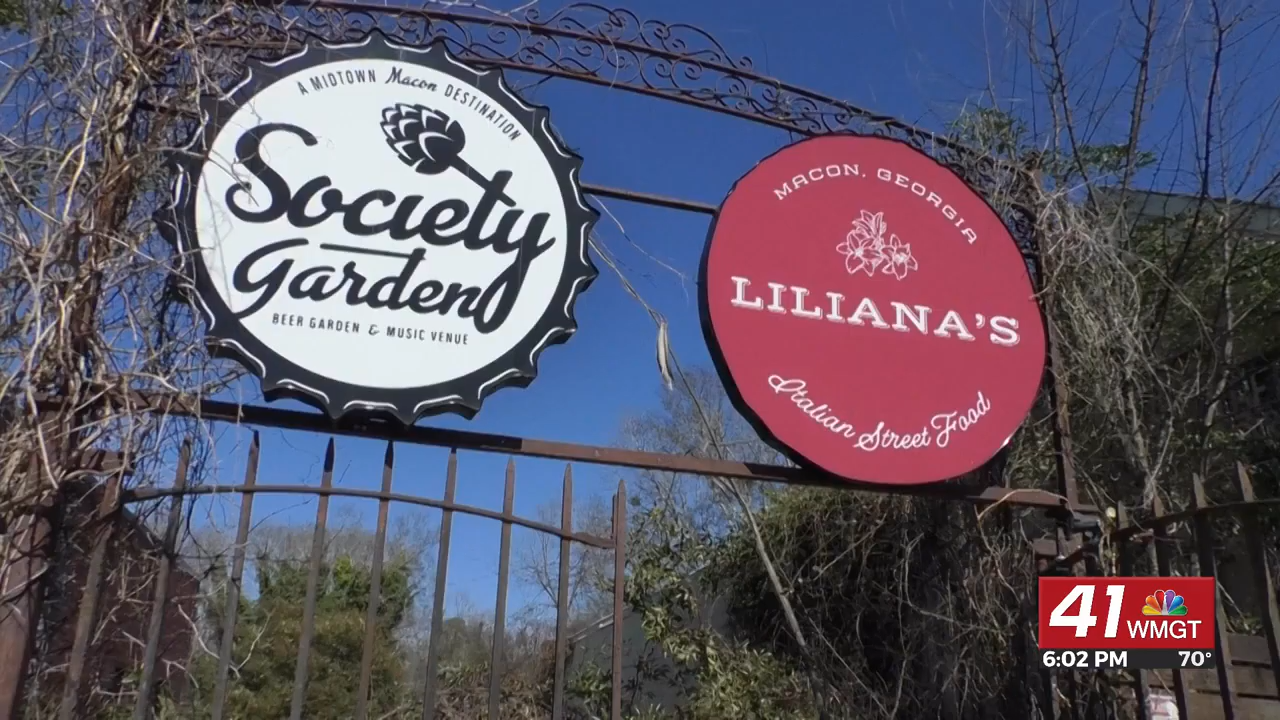 A MIDTOWN Macon DESTINATION
Society
Garden
BEER GARDEN & MUSIC VENUE
MACON, GEORGIA
LILIANA'S
Italian Street Food
41
WMGT
6:02 PM 70°